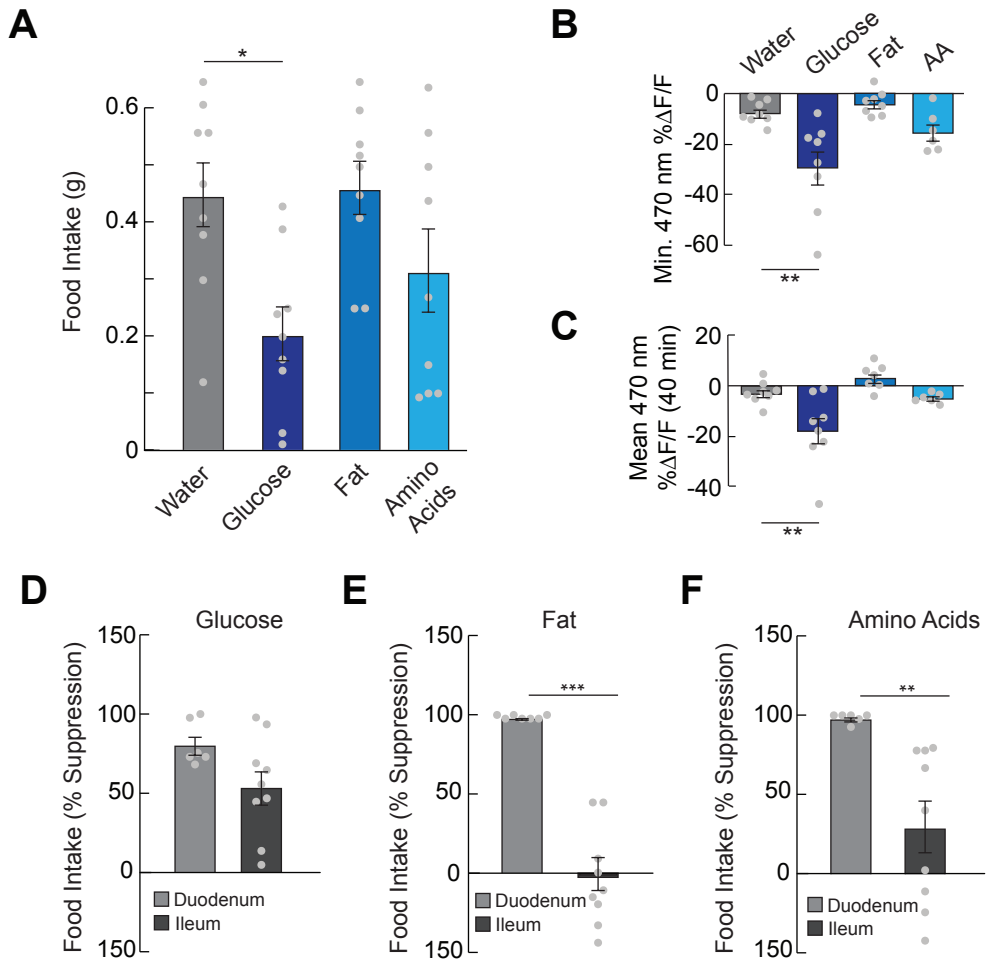 A
*
Food Intake (g)
0.6
0.4
0.2
0
Water
Glucose
Fat
Amino
Acids
B
Water
Glucose
Fat
AA
Min. 470 nm %ΔF/F
0
-20
-40
-60
**
C
Mean 470 nm
%ΔF/F (40 min)
20
0
-20
-40
**
D
Glucose
Food Intake (% Suppression)
150
100
50
0
150
Duodenum
Ileum
E
Fat
Food Intake (% Suppression)
150
100
50
0
150
***
Duodenum
Ileum
F
Amino Acids
Food Intake (% Suppression)
150
100
50
0
150
**
Duodenum
Ileum